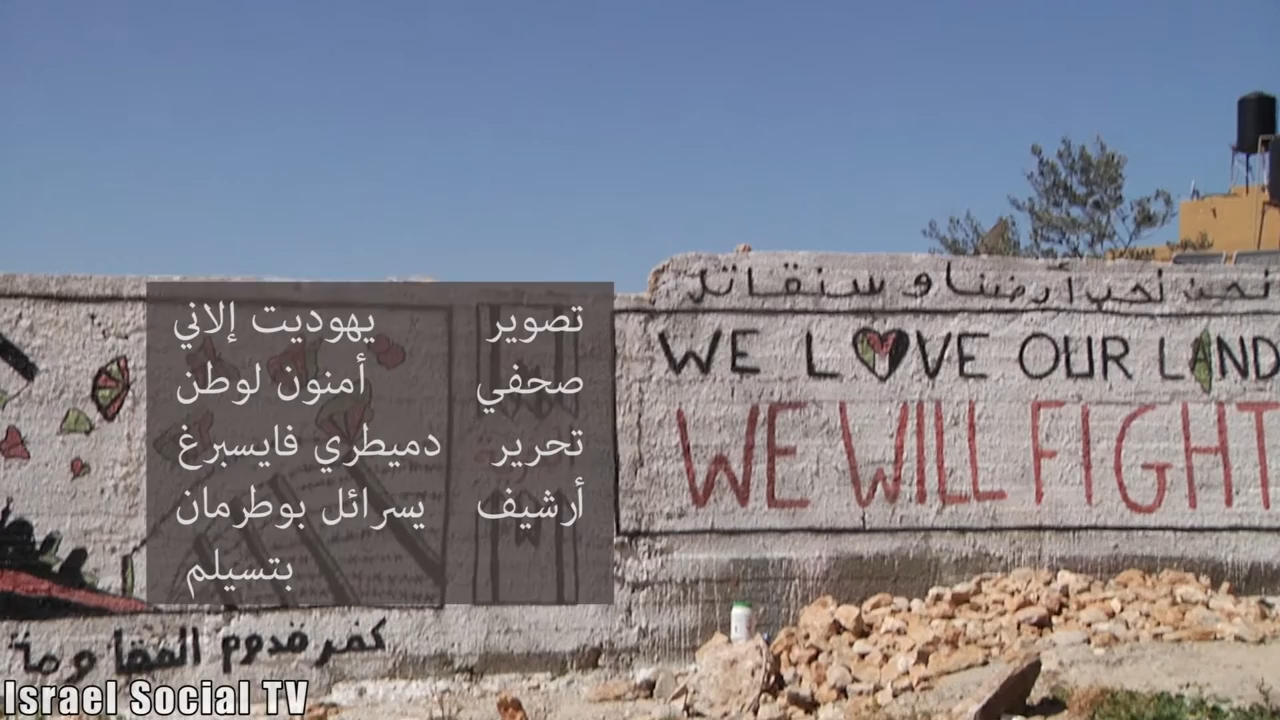 نحن نحب ارضنا و سنقاتل
WE LOVE OUR LAND
WE WILL FIGHT
تصوير يهوديت إلاني
صحفي أمنون لوطن
تحرير دميطري فايسبرغ
أرشيف يسرائل بوطرمان
بتسيلم
كفر قدوم المقاومة
Israel Social TV